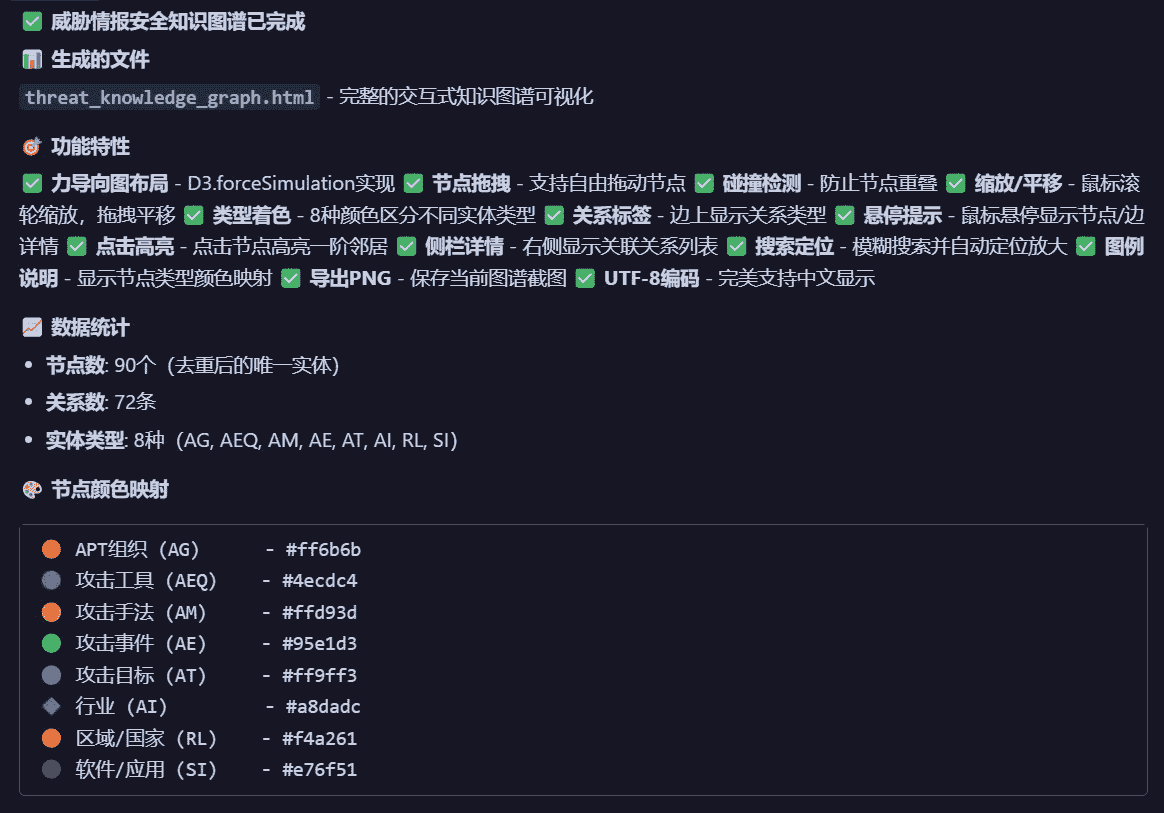 ✅ 威胁情报安全知识图谱已完成
📊 生成的文件
threat_knowledge_graph.html - 完整的交互式知识图谱可视化
🎯 功能特性
✅ 力导向图布局 - D3.forceSimulation实现 ✅ 节点拖拽 - 支持自由拖动节点 ✅ 碰撞检测 - 防止节点重叠 ✅ 缩放/平移 - 鼠标滚
轮缩放，拖拽平移 ✅ 类型着色 - 8种颜色区分不同实体类型 ✅ 关系标签 - 边上显示关系类型 ✅ 悬停提示 - 鼠标悬停显示节点/边
详情 ✅ 点击高亮 - 点击节点高亮一阶邻居 ✅ 侧栏详情 - 右侧显示关联关系列表 ✅ 搜索定位 - 模糊搜索并自动定位放大 ✅ 图例
说明 - 显示节点类型颜色映射 ✅ 导出PNG - 保存当前图谱截图 ✅ UTF-8编码 - 完美支持中文显示
📈 数据统计
• 节点数: 90个（去重后的唯一实体）
• 关系数: 72条
• 实体类型: 8种（AG, AEQ, AM, AE, AT, AI, RL, SI）
🎨 节点颜色映射
APT组织 (AG) - #ff6b6b
攻击工具 (AEQ) - #4ecdc4
攻击手法 (AM) - #ffd93d
攻击事件 (AE) - #95e1d3
攻击目标 (AT) - #ff9ff3
行业 (AI) - #a8dadc
区域/国家 (RL) - #f4a261
软件/应用 (SI) - #e76f51